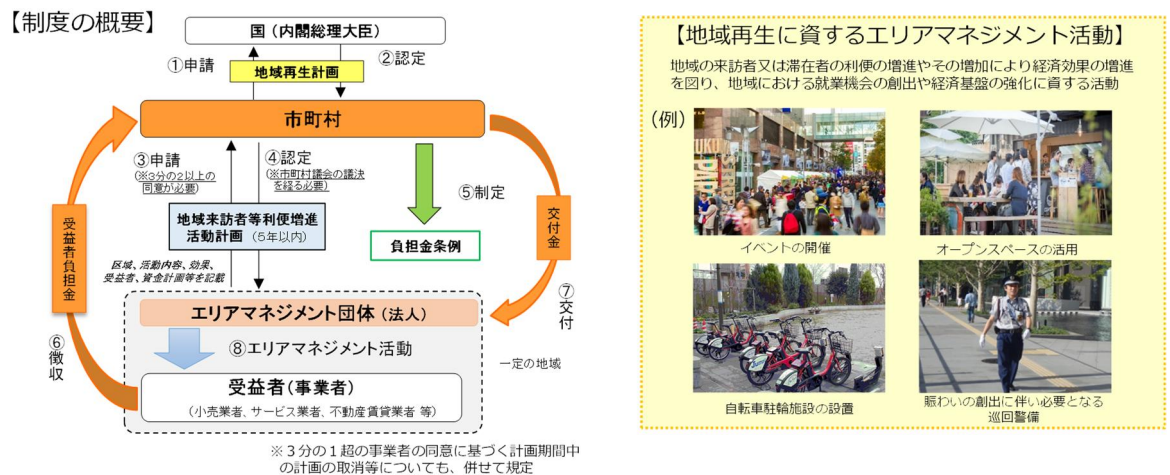 【制度の概要】
国（内閣総理大臣）
①申請
②認定
地域再生計画
市町村
③申請
（※3分の2以上の
同意が必要）
④認定
（※市町村議会の議決
を経る必要）
⑤制定
地域来訪者等利便増進
活動計画（5年以内）
負担金条例
区域、活動内容、効果、
受益者、資金計画等を記載
受益者負担金
交付金
⑥徴収
⑦交付
エリアマネジメント団体（法人）
⑧エリアマネジメント活動
一定の地域
受益者（事業者）
（小売業者、サービス業者、不動産賃貸業者 等）
※３分の１超の事業者の同意に基づく計画期間中
の計画の取消等についても、併せて規定
【地域再生に資するエリアマネジメント活動】
地域の来訪者又は滞在者の利便の増進やその増加により経済効果の増進
を図り、地域における就業機会の創出や経済基盤の強化に資する活動
（例）
イベントの開催
オープンスペースの活用
自転車駐輪施設の設置
賑わいの創出に伴い必要となる
巡回警備